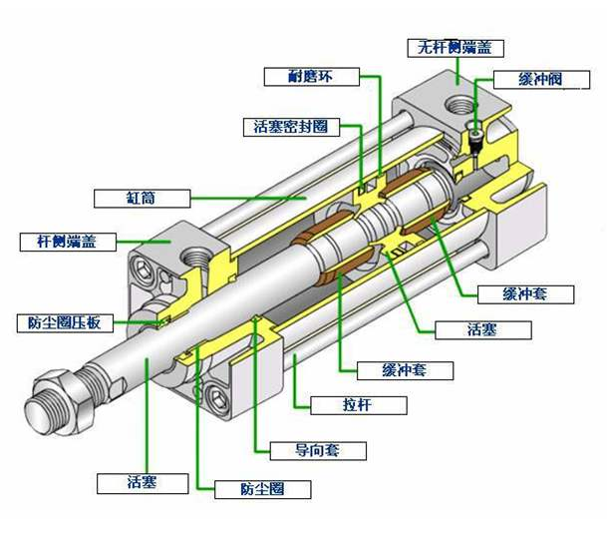 无杆侧端盖
耐磨环
缓冲阀
活塞密封圈
缸筒
杆侧端盖
缓冲套
防尘圈压板
活塞
缓冲套
拉杆
导向套
活塞
防尘圈